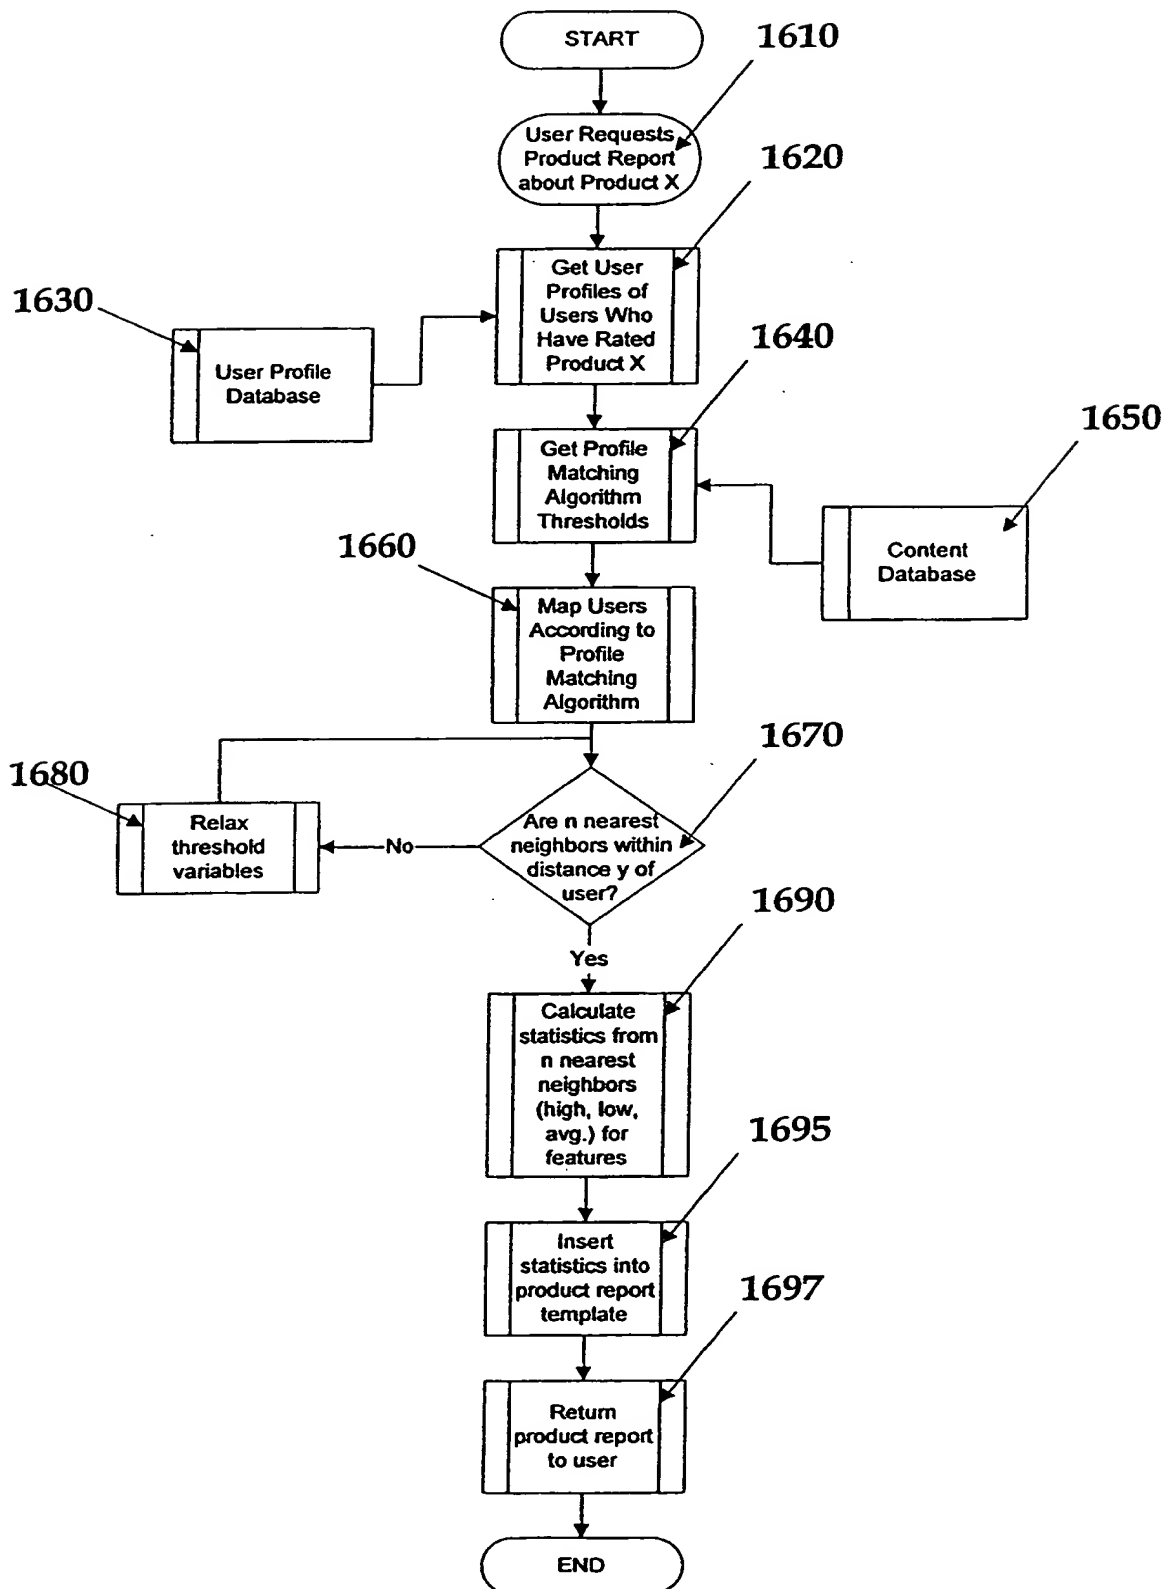 START
1610
User Requests
Product Report
about Product X
1620
Get User
Profiles of
Users Who
Have Rated
Product X
1630
User Profile
Database
1640
Get Profile
Matching
Algorithm
Thresholds
1650
Content
Database
1660
Map Users
According to
Profile
Matching
Algorithm
1670
Are n nearest
neighbors within
distance y of
user?
1680
Relax
threshold
variables
No
Yes
1690
Calculate
statistics from
n nearest
neighbors
(high, low,
avg.) for
features
1695
Insert
statistics into
product report
template
1697
Return
product report
to user
END